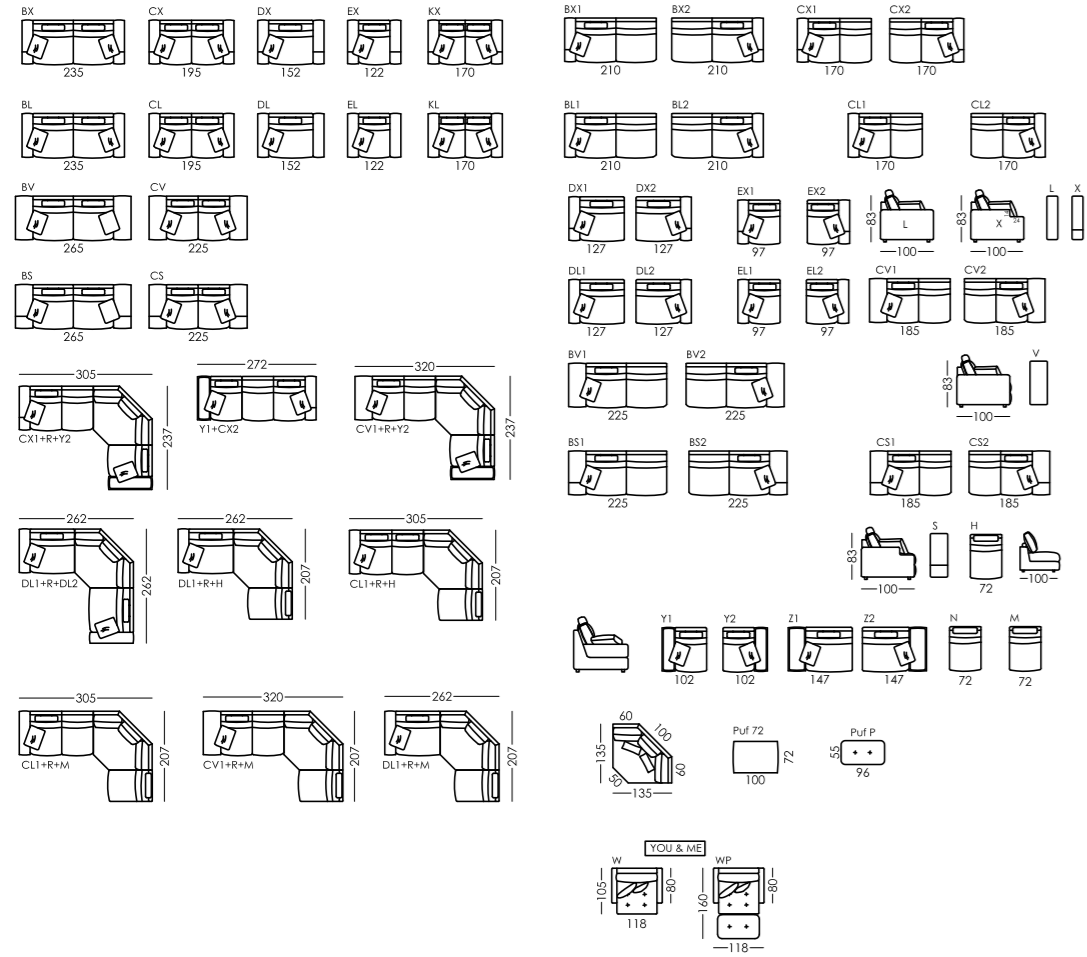 BX CX DX EX KX
235 195 152 122 170
BL CL DL EL KL
235 195 152 122 170
BV CV
265 225
BS CS
265 225
305 272 320
CX1+R+Y2 237 Y1+CX2 CV1+R+Y2 237
262 262 305
DL1+R+DL2 262 DL1+R+H 207 CL1+R+H 207
305 320 262
CL1+R+M 207 CV1+R+M 207 DL1+R+M 207
BX1 BX2 CX1 CX2
210 210 170 170
BL1 BL2 CL1 CL2
210 210 170 170
DX1 DX2 EX1 EX2 L X
83 L 83 X 24
127 127 97 97 100 100
DL1 DL2 EL1 EL2 CV1 CV2
127 127 97 97 185 185
BV1 BV2 V
83
225 225 100
BS1 BS2 CS1 CS2
225 225 185 185
S H
83
100 72 100
Y1 Y2 Z1 Z2 N M
102 102 147 147 72 72
60 100 135 60 50 135
Puf 72 72 100
Puf P 55 96
YOU & ME
W WP
105 80 160 80
118 118